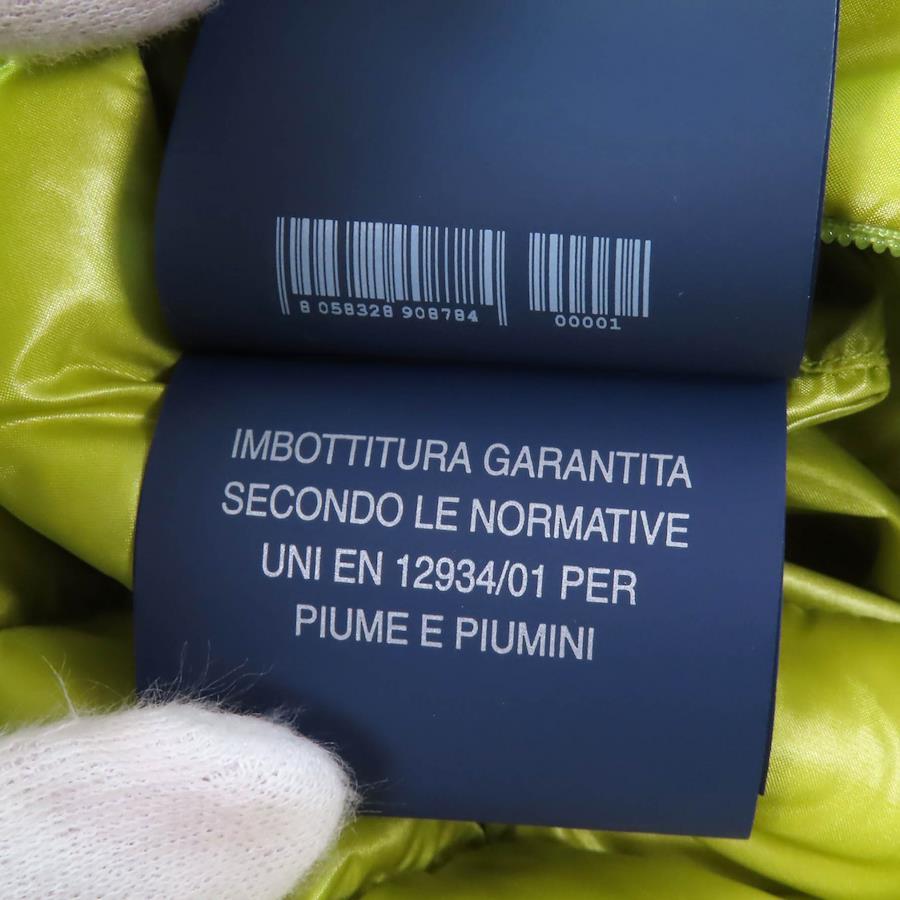 8 058328 908784 00001
IMBOTTITURA GARANTITA
SECONDO LE NORMATIVE
UNI EN 12934/01 PER
PIUME E PIUMINI